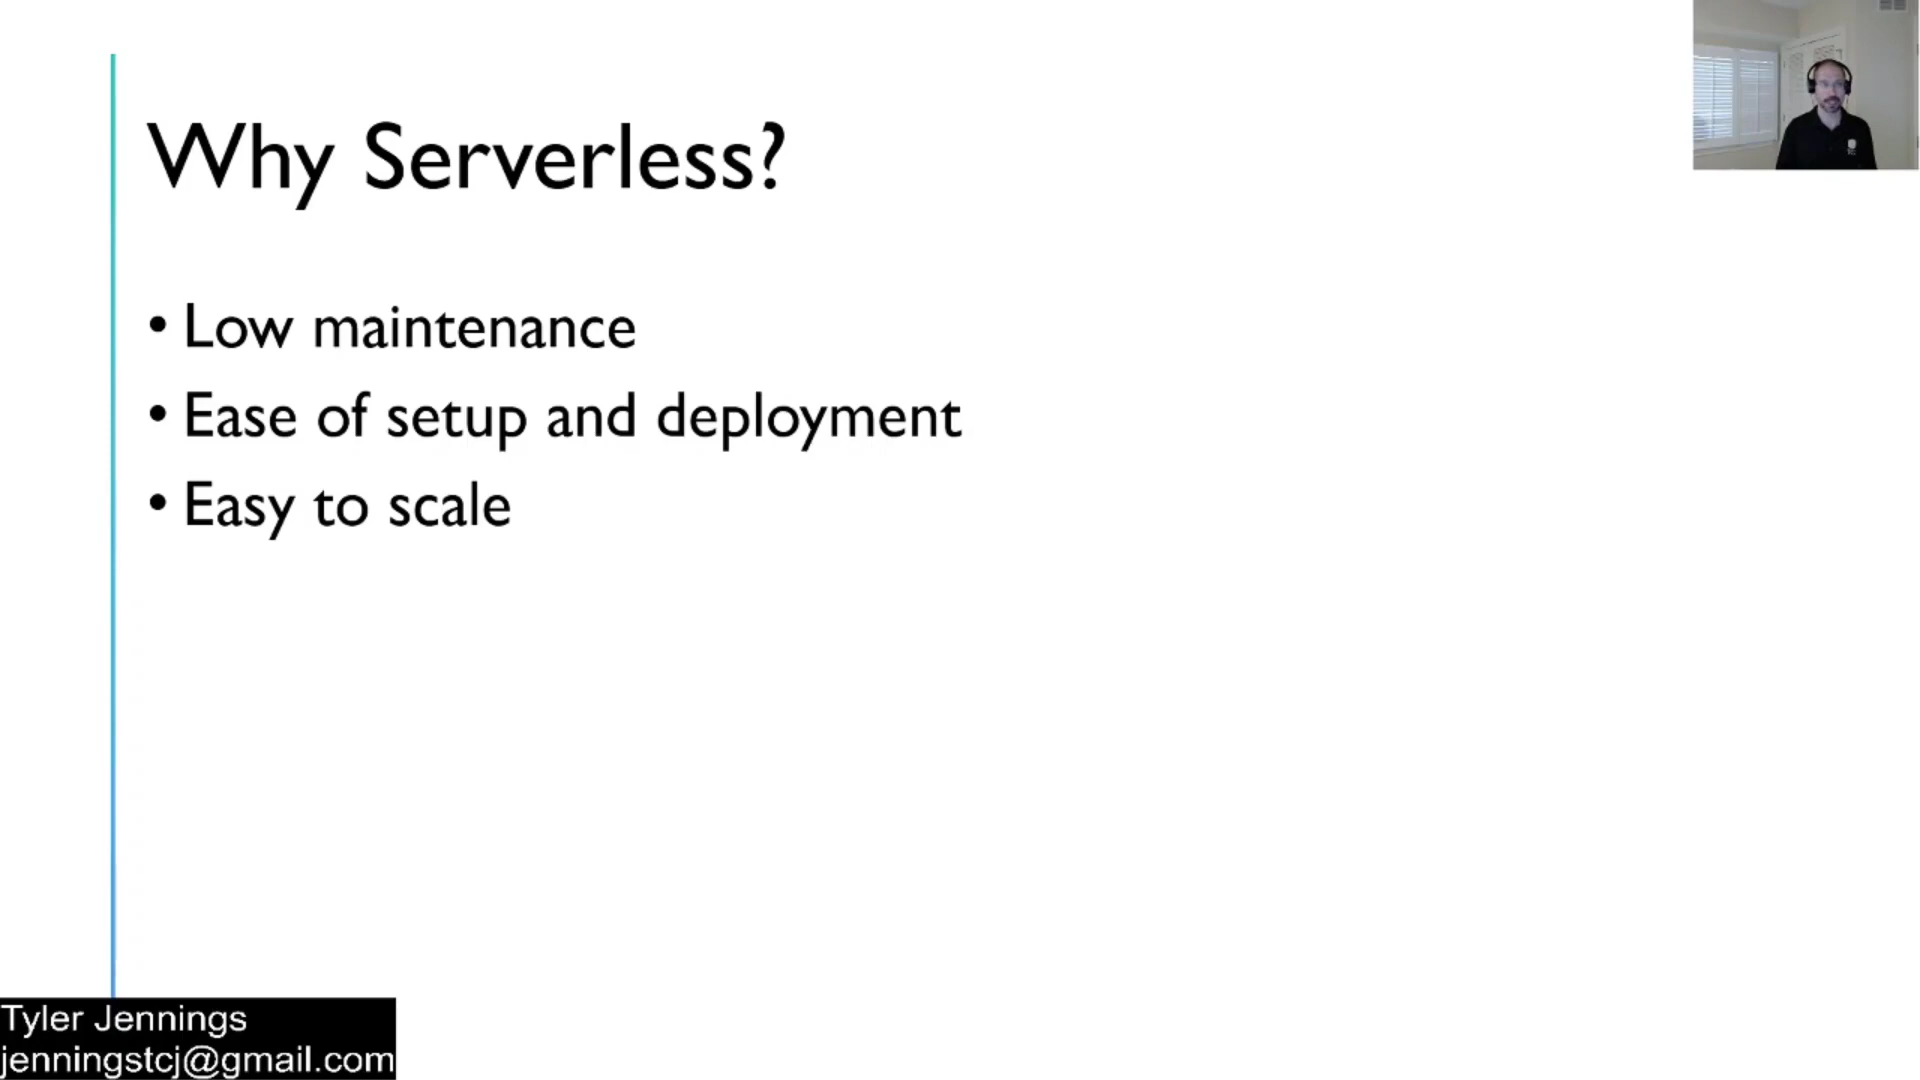 Why Serverless?
• Low maintenance
• Ease of setup and deployment
• Easy to scale
Tyler Jennings
jenningstcj@gmail.com